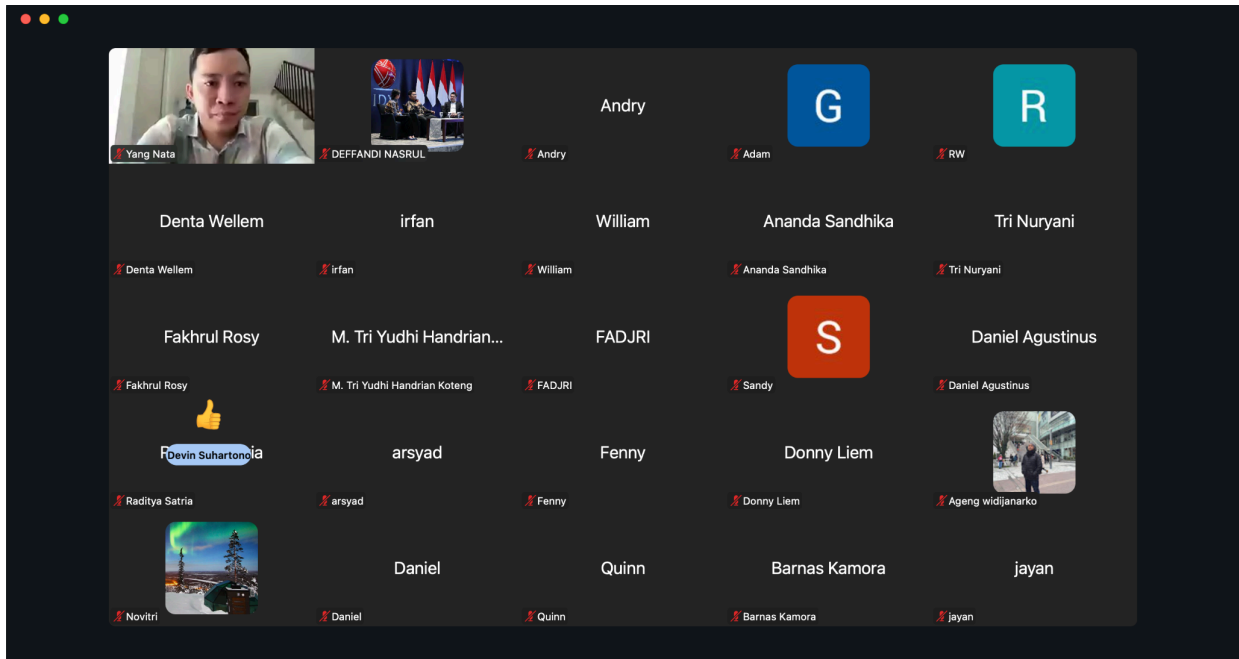 Yang Nata
DEFFANDI NASRUL
Andry
Andry
G
Adam
R
RW
Denta Wellem
Denta Wellem
irfan
irfan
William
William
Ananda Sandhika
Ananda Sandhika
Tri Nuryani
Tri Nuryani
Fakhrul Rosy
Fakhrul Rosy
M. Tri Yudhi Handrian...
M. Tri Yudhi Handrian Koteng
FADJRI
FADJRI
S
Sandy
Daniel Agustinus
Daniel Agustinus
Devin Suhartono
Raditya Satria
arsyad
arsyad
Fenny
Fenny
Donny Liem
Donny Liem
Ageng widijanarko
Novitri
Daniel
Daniel
Quinn
Quinn
Barnas Kamora
Barnas Kamora
jayan
jayan